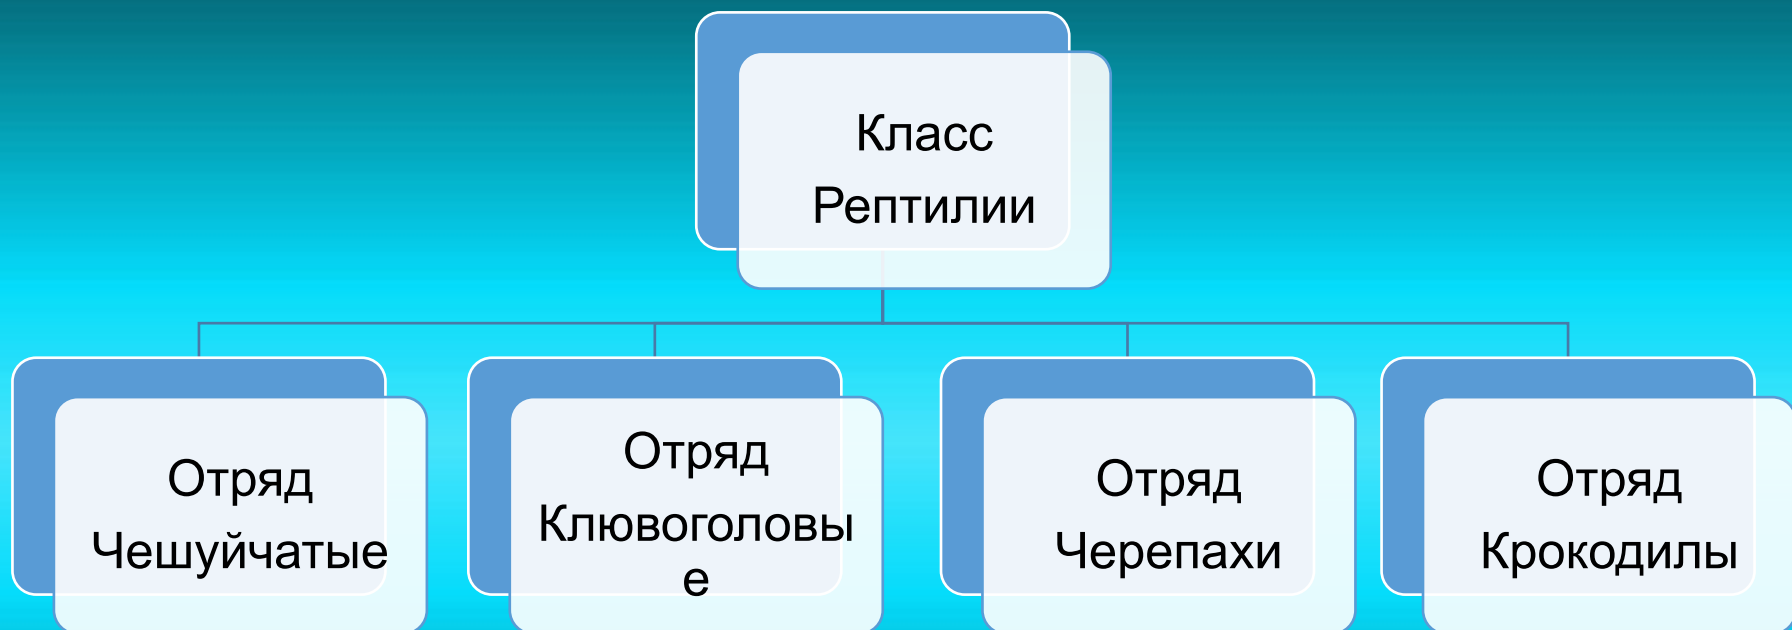 Класс
Рептилии
Отряд
Чешуйчатые
Отряд
Клювоголовы
е
Отряд
Черепахи
Отряд
Крокодилы